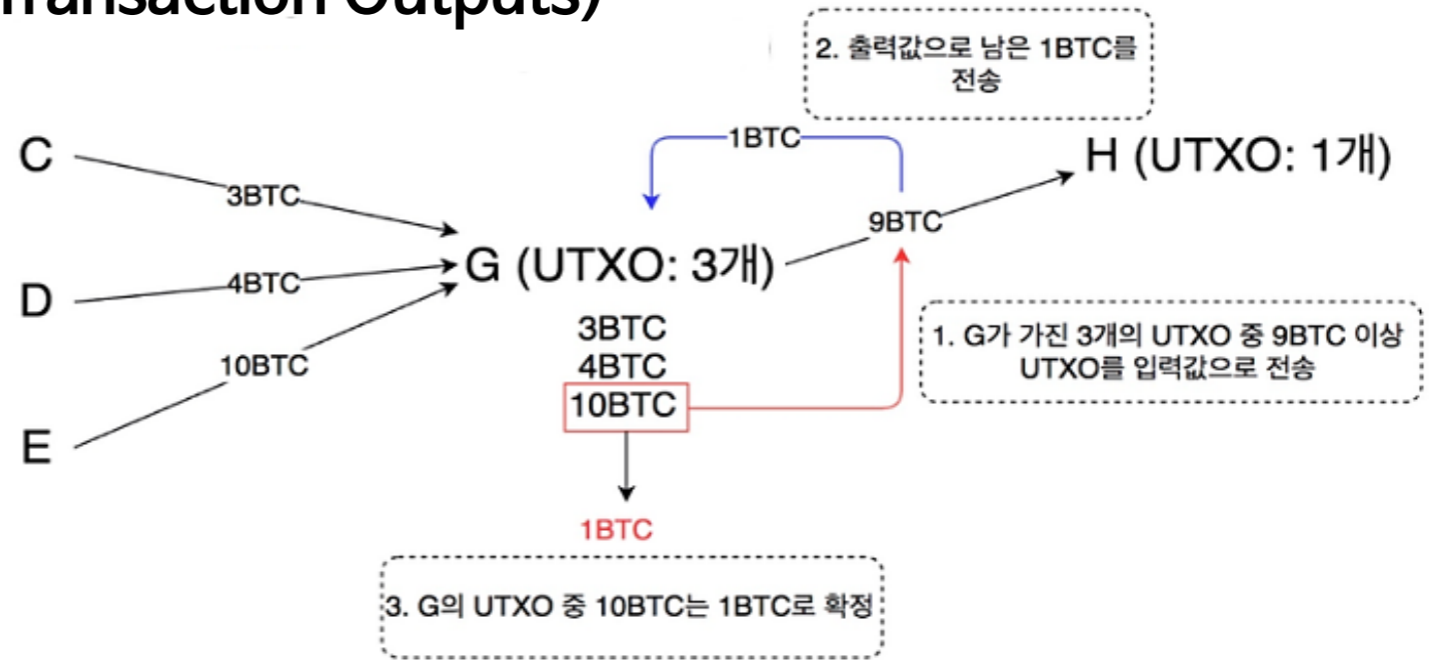 Transaction Outputs)
2. 출력값으로 남은 1BTC를
전송
1BTC
C
H (UTXO: 1개)
3BTC
9BTC
G (UTXO: 3개)
D
4BTC
3BTC
1. G가 가진 3개의 UTXO 중 9BTC 이상
UTXO를 입력값으로 전송
4BTC
10BTC
10BTC
E
1BTC
3. G의 UTXO 중 10BTC는 1BTC로 확정